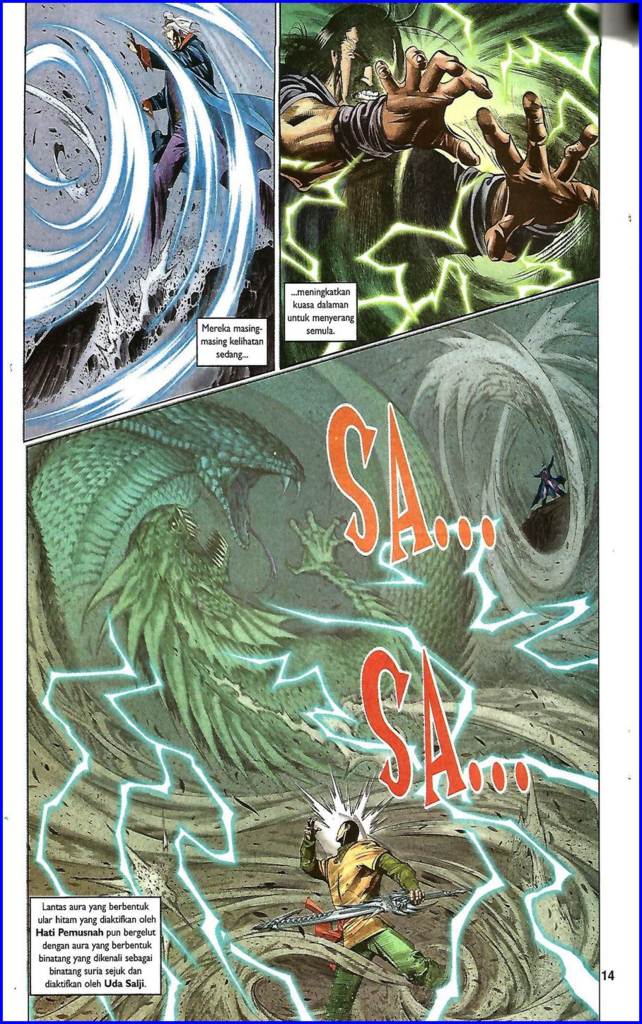 Mereka masing-
masing kelihatan
sedang...
...meningkatkan
kuasa dalaman
untuk menyerang
semula.
SA...
SA...
Lantas aura yang berbentuk
ular hitam yang diaktifkan oleh
Hati Pemusnah pun bergelut
dengan aura yang berbentuk
binatang yang dikenali sebagai
binatang suria sejuk dan
diaktifkan oleh Uda Salji.
14